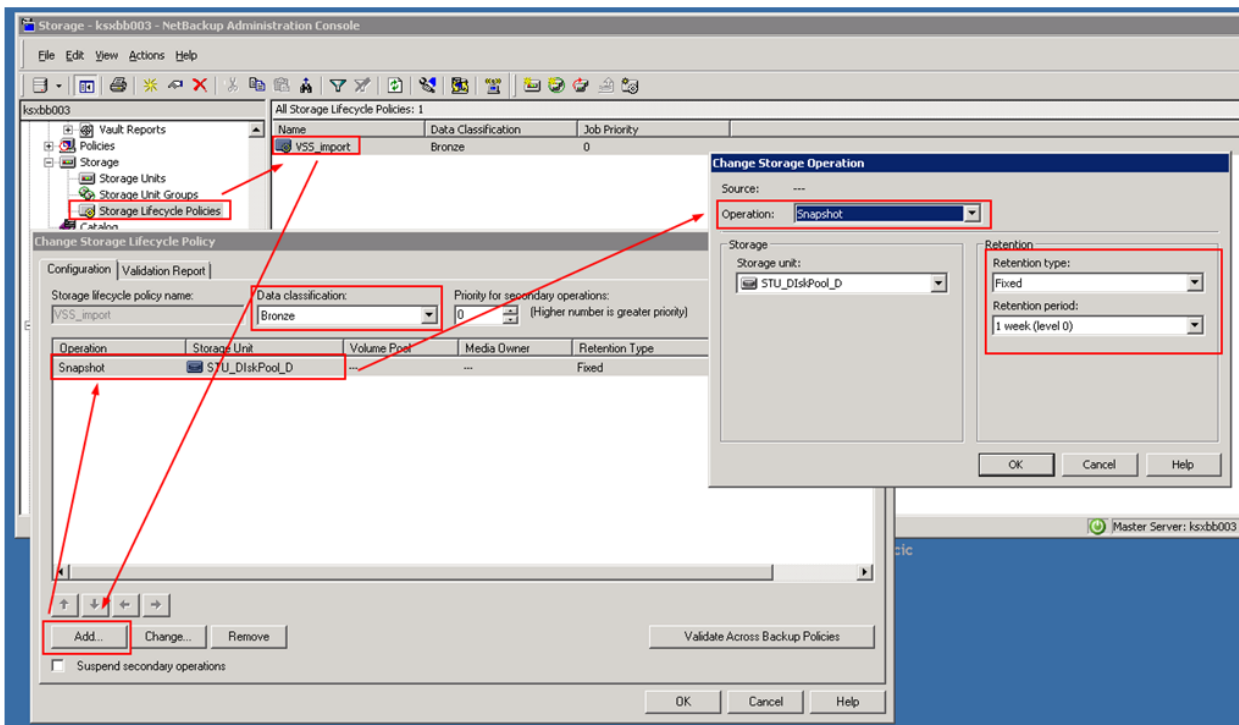 Storage - ksxbb003 - NetBackup Administration Console
File Edit View Actions Help
ksxbb003
All Storage Lifecycle Policies: 1
Vault Reports
Policies
Storage
Storage Units
Storage Unit Groups
Storage Lifecycle Policies
Catalog
Name Data Classification Job Priority
VSS_import Bronze 0
Change Storage Operation
Source: ---
Operation: Snapshot
Storage
Storage unit:
STU_DIskPool_D
Retention
Retention type:
Fixed
Retention period:
1 week (level 0)
OK Cancel Help
Change Storage Lifecycle Policy
Configuration Validation Report
Storage lifecycle policy name: Data classification: Priority for secondary operations:
VSS_import Bronze 0 (Higher number is greater priority)
Operation Storage Unit Volume Pool Media Owner Retention Type
Snapshot STU_DIskPool_D --- --- Fixed
Add... Change... Remove Validate Across Backup Policies
Suspend secondary operations
OK Cancel Help
Master Server: ksxbb003
cic